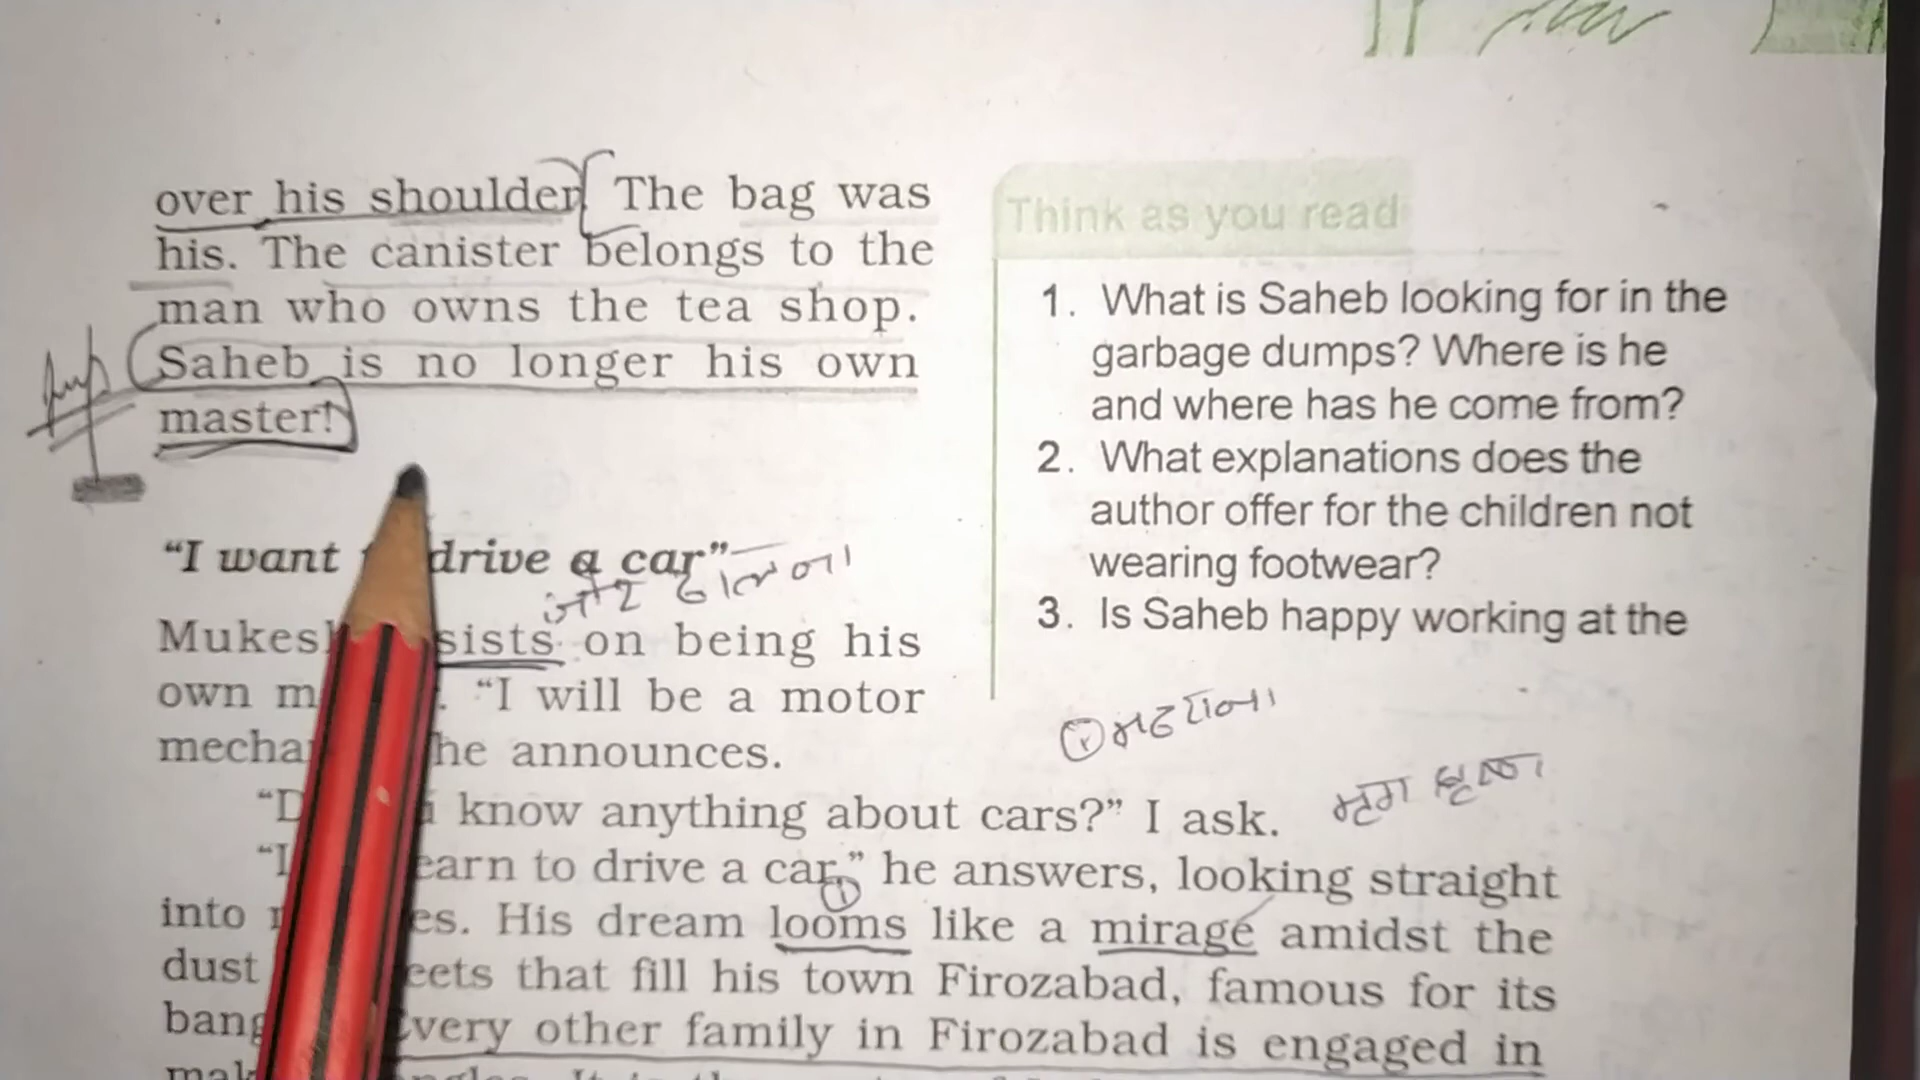 over his shoulder. The bag was
his. The canister belongs to the
man who owns the tea shop.
Saheb is no longer his own
master!
Imp
"I want drive a car"
Mukesh sists on being his
own "I will be a motor
he announces.
know anything about cars?" I ask.
to drive a car," he answers, looking straight
into His dream looms like a mirage amidst the
dust that fill his town Firozabad, famous for its
other family in Firozabad is engaged in
Think as you read
1. What is Saheb looking for in the
garbage dumps? Where is he
and where has he come from?
2. What explanations does the
author offer for the children not
wearing footwear?
3. Is Saheb happy working at the